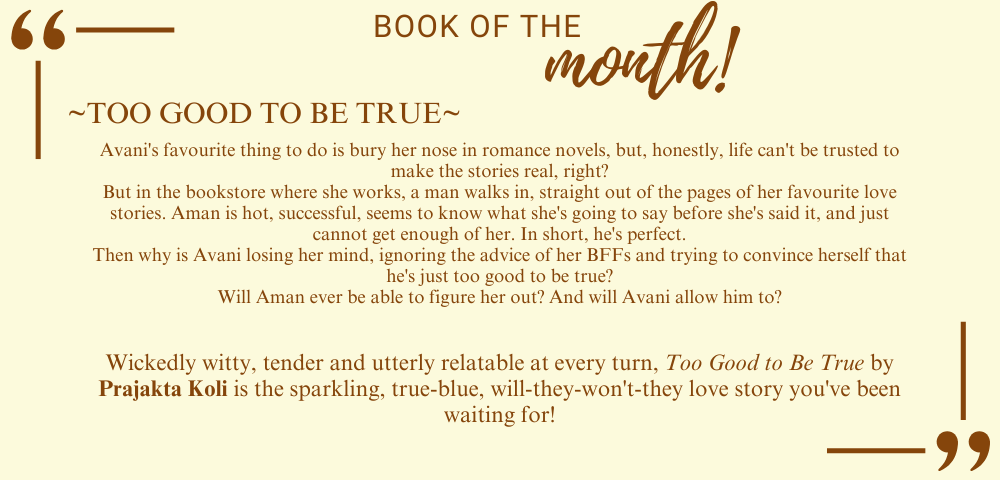 BOOK OF THE
month!
~TOO GOOD TO BE TRUE~
Avani's favourite thing to do is bury her nose in romance novels, but, honestly, life can't be trusted to
make the stories real, right?
But in the bookstore where she works, a man walks in, straight out of the pages of her favourite love
stories. Aman is hot, successful, seems to know what she's going to say before she's said it, and just
cannot get enough of her. In short, he's perfect.
Then why is Avani losing her mind, ignoring the advice of her BFFs and trying to convince herself that
he's just too good to be true?
Will Aman ever be able to figure her out? And will Avani allow him to?
Wickedly witty, tender and utterly relatable at every turn, Too Good to Be True by
Prajakta Koli is the sparkling, true-blue, will-they-won't-they love story you've been
waiting for!